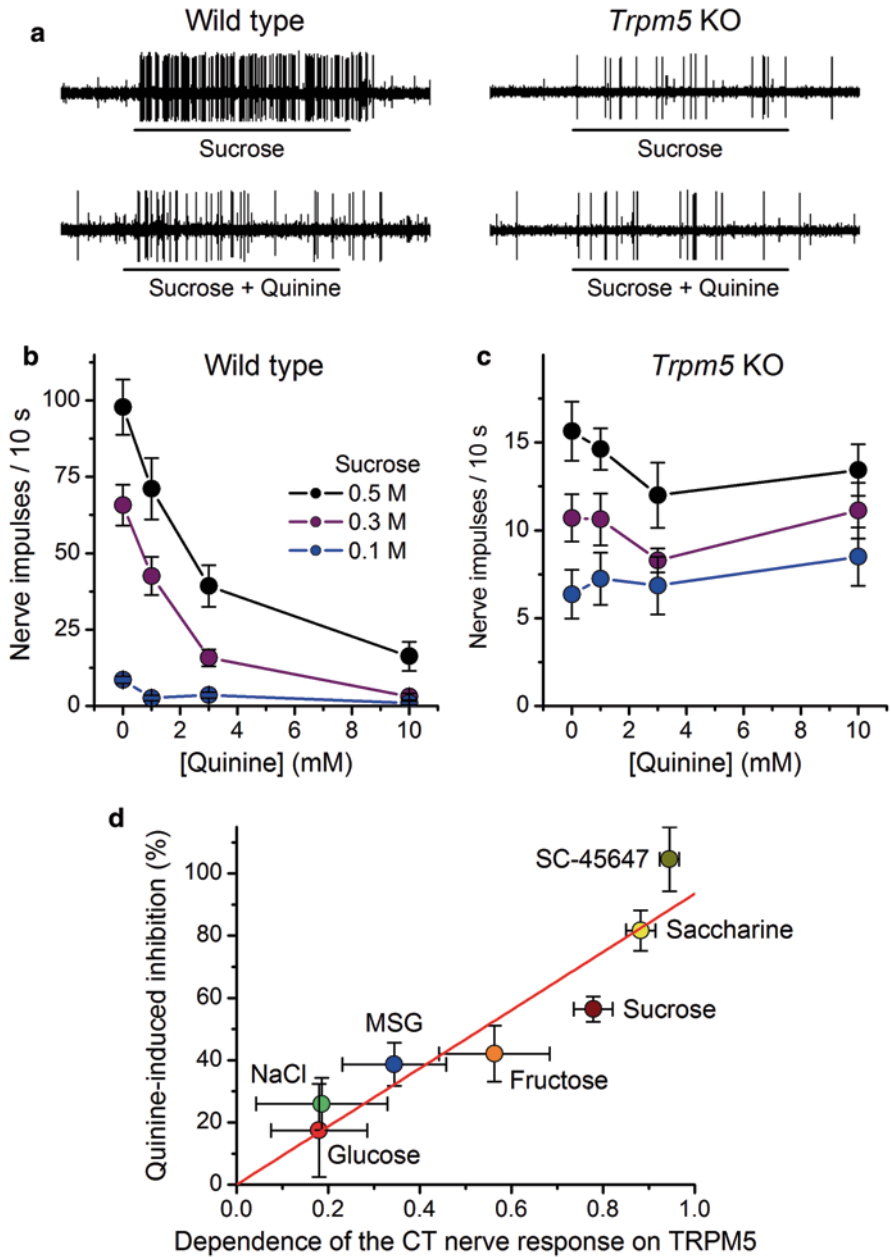 a
Wild type
Trpm5 KO
Sucrose
Sucrose
Sucrose + Quinine
Sucrose + Quinine
b
Wild type
Nerve impulses / 10 s
100
75
50
25
0
Sucrose
0.5 M
0.3 M
0.1 M
0 2 4 6 8 10
[Quinine] (mM)
c
Trpm5 KO
Nerve impulses / 10 s
15
10
5
0
0 2 4 6 8 10
[Quinine] (mM)
d
Quinine-induced inhibition (%)
100
80
60
40
20
0
SC-45647
Saccharine
Sucrose
MSG
Fructose
NaCl
Glucose
0.0 0.2 0.4 0.6 0.8 1.0
Dependence of the CT nerve response on TRPM5